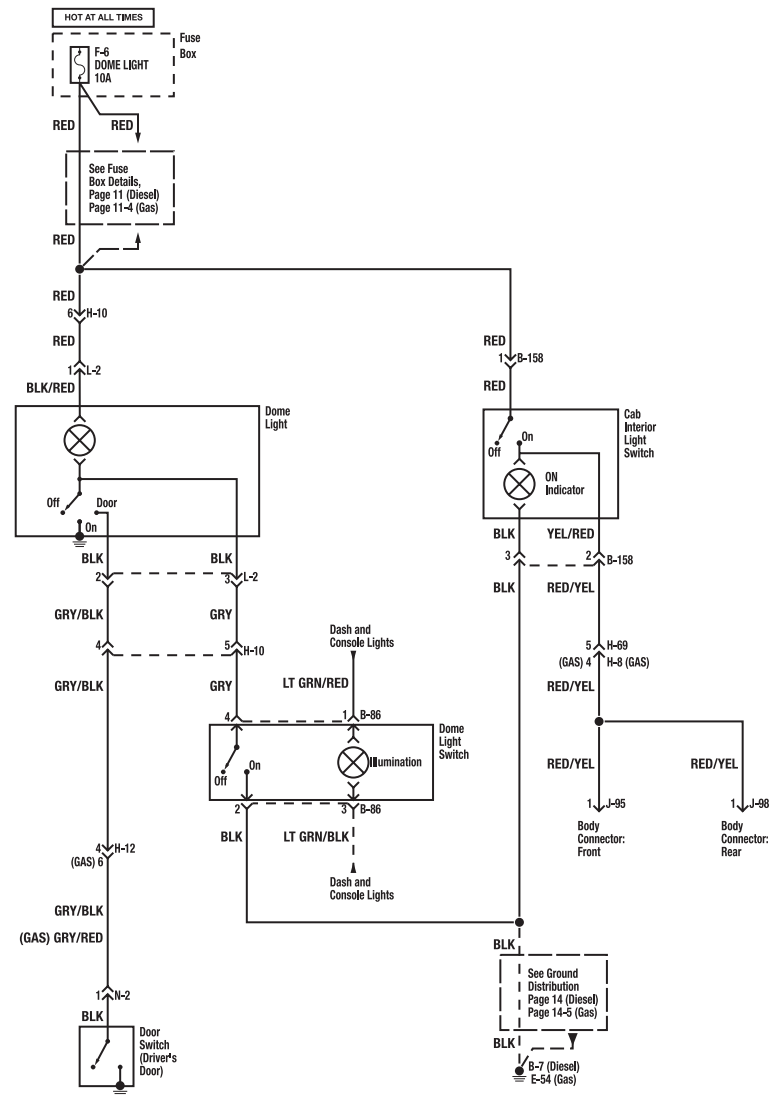 HOT AT ALL TIMES
Fuse
Box
F-6
DOME LIGHT
10A
RED
RED
See Fuse
Box Details,
Page 11 (Diesel)
Page 11-4 (Gas)
RED
RED
6 H-10
RED
1 L-2
BLK/RED
RED
1 B-158
RED
Dome
Light
Off
Door
On
Cab
Interior
Light
Switch
Off
On
ON
Indicator
BLK
BLK
2
3 L-2
GRY/BLK
GRY
4
5 H-10
GRY/BLK
GRY
BLK
YEL/RED
3
2 B-158
BLK
RED/YEL
5 H-69
(GAS) 4 H-8 (GAS)
RED/YEL
Dash and
Console Lights
LT GRN/RED
4
1 B-86
Dome
Light
Switch
Off
On
Illumination
2
3 B-86
BLK
LT GRN/BLK
Dash and
Console Lights
RED/YEL
RED/YEL
1 J-95
1 J-98
Body
Connector:
Front
Body
Connector:
Rear
4 H-12
(GAS) 6
GRY/BLK
(GAS) GRY/RED
1 N-2
BLK
Door
Switch
(Driver's
Door)
BLK
See Ground
Distribution
Page 14 (Diesel)
Page 14-5 (Gas)
BLK
B-7 (Diesel)
E-54 (Gas)